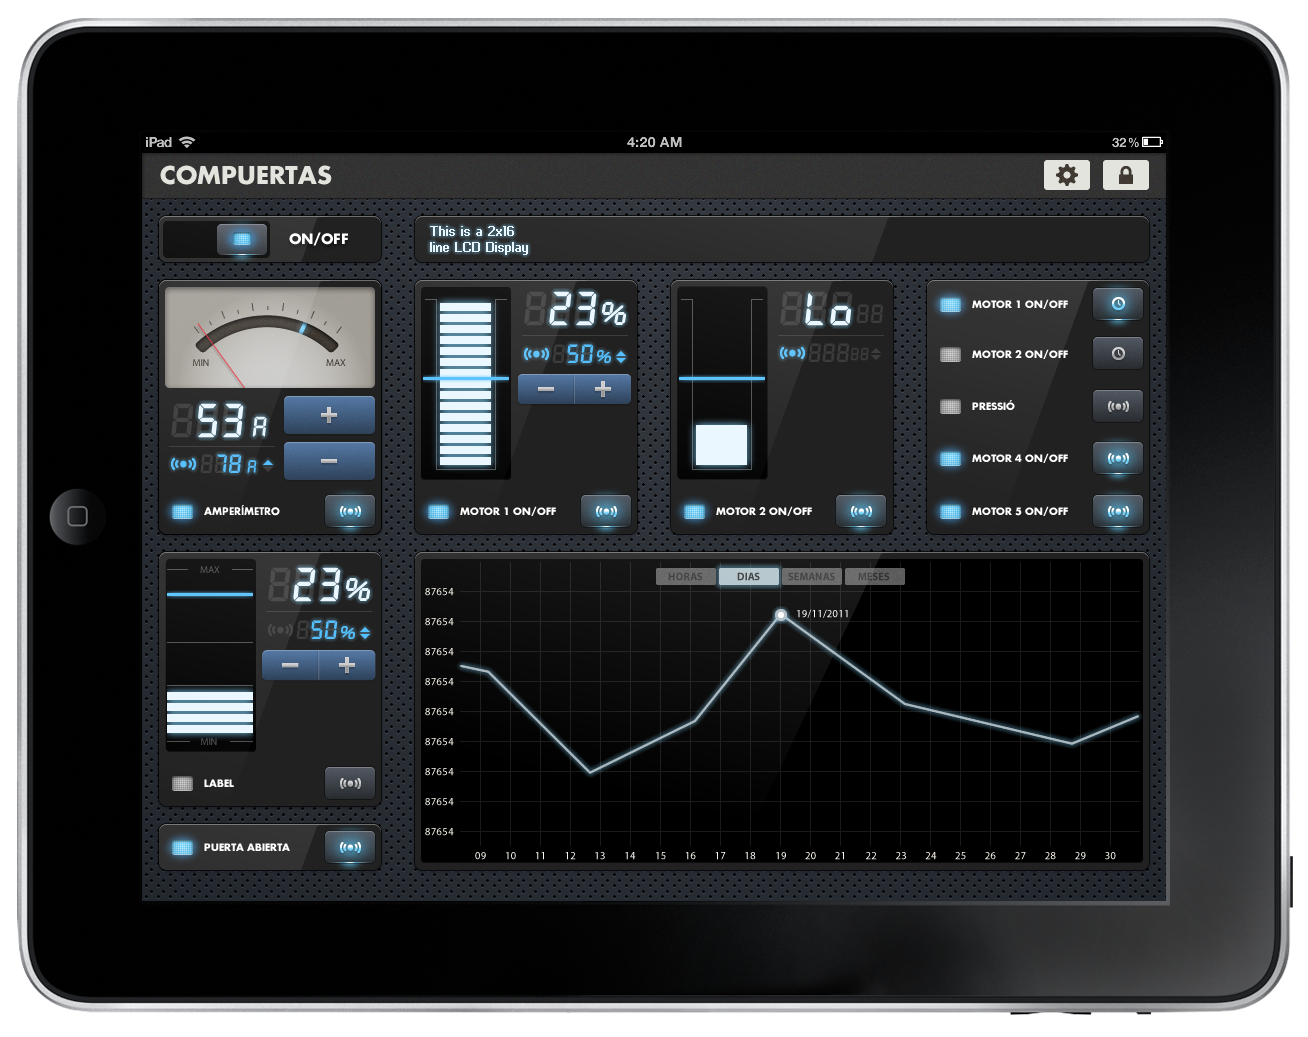 iPad
4:20 AM
32%
COMPUERTAS
ON/OFF
This is a 2x16
line LCD Display
MIN
MAX
53 A
78 A
AMPERÍMETRO
23%
50%
MOTOR 1 ON/OFF
Lo
MOTOR 2 ON/OFF
MOTOR 1 ON/OFF
MOTOR 2 ON/OFF
PRESSIÓ
MOTOR 4 ON/OFF
MOTOR 5 ON/OFF
MAX
MIN
23%
50%
LABEL
PUERTA ABIERTA
HORAS DIAS SEMANAS MESES
19/11/2011
87654
87654
87654
87654
87654
87654
87654
87654
87654
09 10 11 12 13 14 15 16 17 18 19 20 21 22 23 24 25 26 27 28 29 30